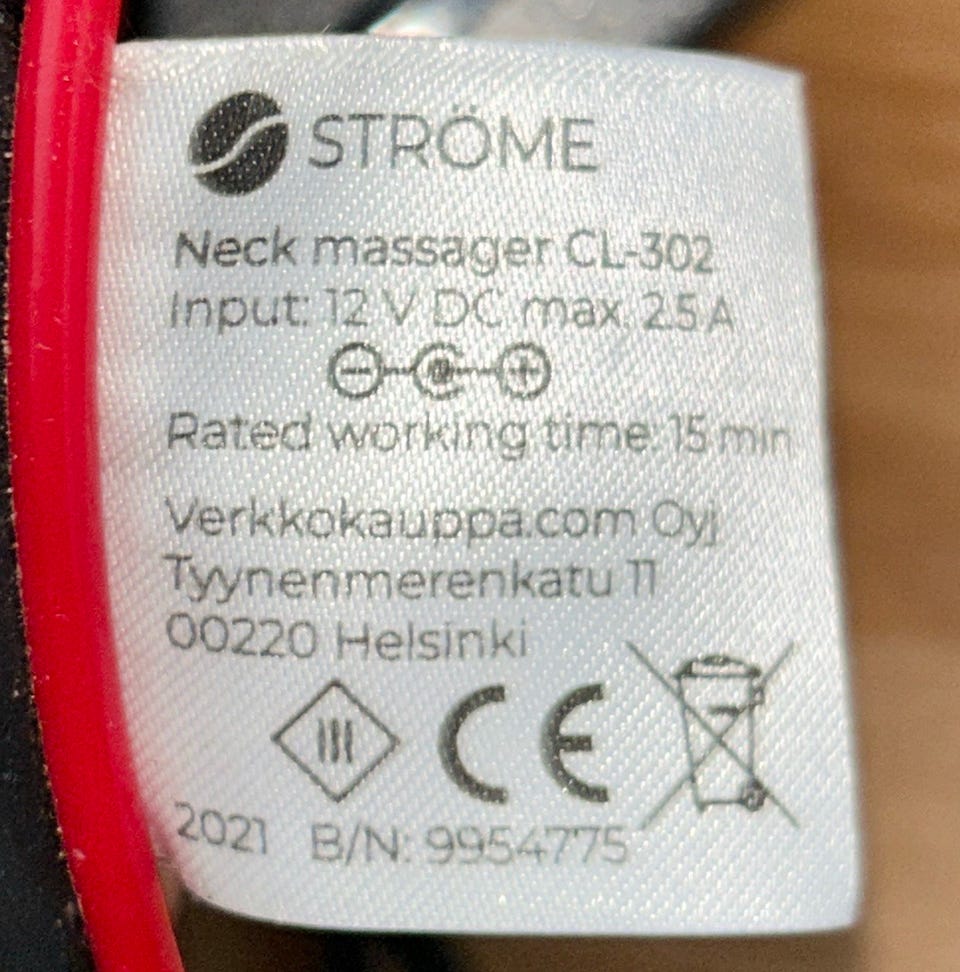 STRÖME
Neck massager CL-302
Input: 12 V DC max. 2.5 A
Rated working time: 15 min
Verkkokauppa.com Oyj
Tyynenmerenkatu 11
00220 Helsinki
III CE
2021 B/N: 9954775